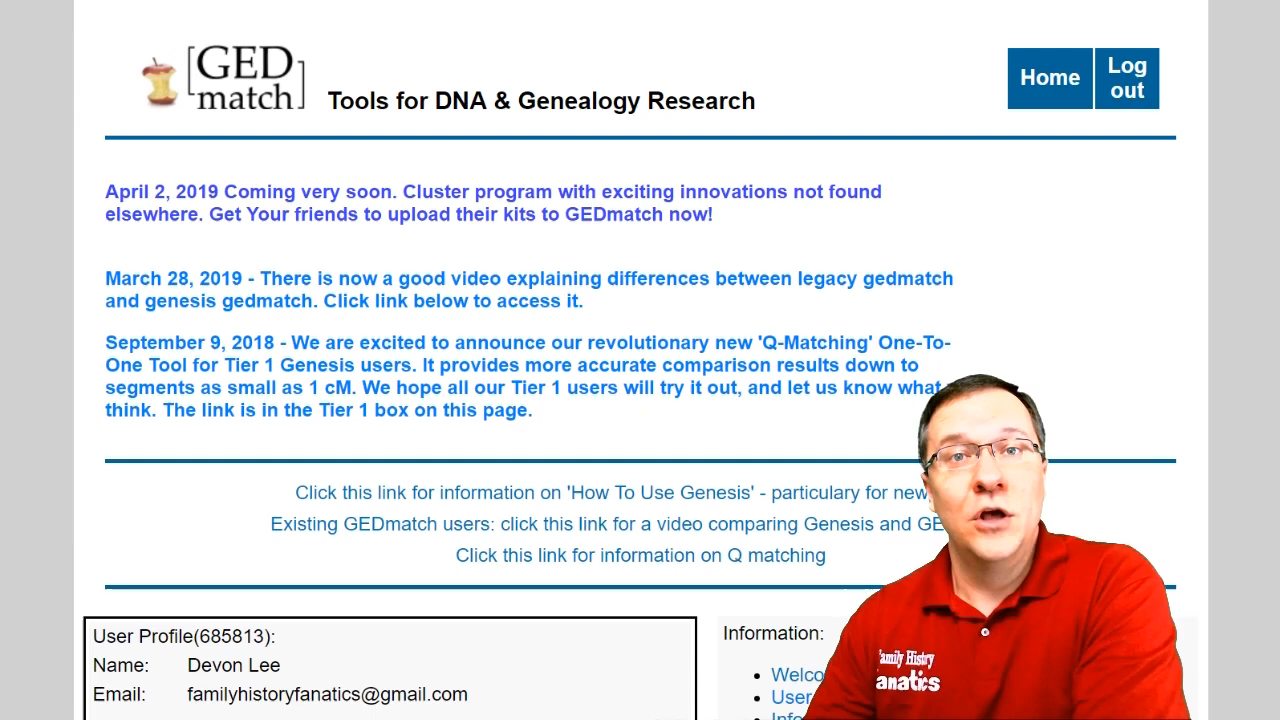 GED
match
Tools for DNA & Genealogy Research
Home
Log
out
April 2, 2019 Coming very soon. Cluster program with exciting innovations not found
elsewhere. Get Your friends to upload their kits to GEDmatch now!
March 28, 2019 - There is now a good video explaining differences between legacy gedmatch
and genesis gedmatch. Click link below to access it.
September 9, 2018 - We are excited to announce our revolutionary new 'Q-Matching' One-To-
One Tool for Tier 1 Genesis users. It provides more accurate comparison results down to
segments as small as 1 cM. We hope all our Tier 1 users will try it out, and let us know what
think. The link is in the Tier 1 box on this page.
Click this link for information on 'How To Use Genesis' - particulary for new
Existing GEDmatch users: click this link for a video comparing Genesis and GE
Click this link for information on Q matching
User Profile(685813):
Name: Devon Lee
Email: familyhistoryfanatics@gmail.com
Information:
Welco
User
Family Histry
Fanatics